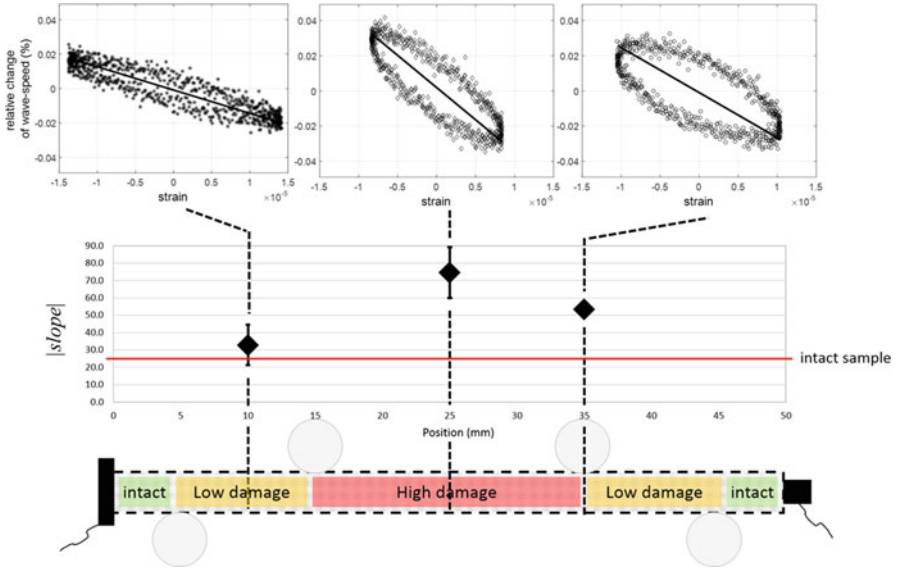 relative change
of wave-speed (%)
0.04
0.02
0
-0.02
-0.04
-1.5 -1 -0.5 0 0.5 1 1.5
strain
×10⁻⁵
0.04
0.02
0
-0.02
-0.04
-1.5 -1 -0.5 0 0.5 1 1.5
strain
×10⁻⁵
0.04
0.02
0
-0.02
-0.04
-1.5 -1 -0.5 0 0.5 1 1.5
strain
×10⁻⁵
|slope|
90.0
80.0
70.0
60.0
50.0
40.0
30.0
20.0
10.0
0.0
intact sample
0 5 10 15 20 25 30 35 40 45 50
Position (mm)
intact Low damage High damage Low damage intact